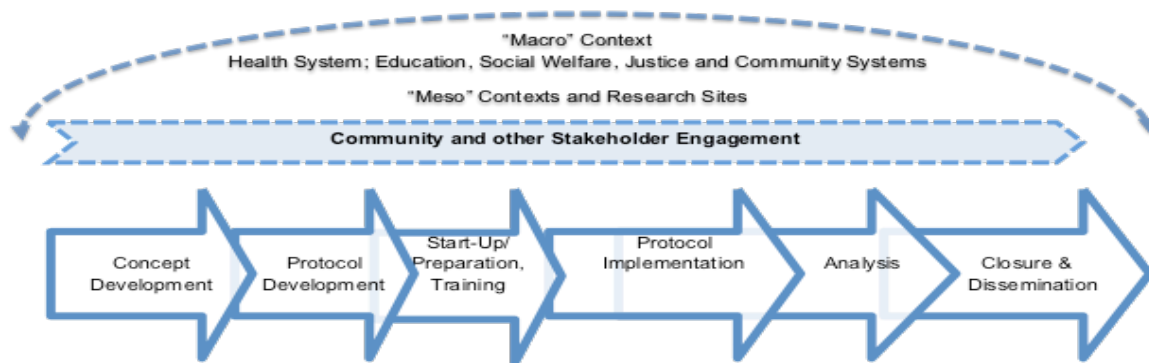 “Macro” Context
Health System; Education, Social Welfare, Justice and Community Systems
“Meso” Contexts and Research Sites
Community and other Stakeholder Engagement
Concept
Development
Protocol
Development
Start-Up/
Preparation,
Training
Protocol
Implementation
Analysis
Closure &
Dissemination